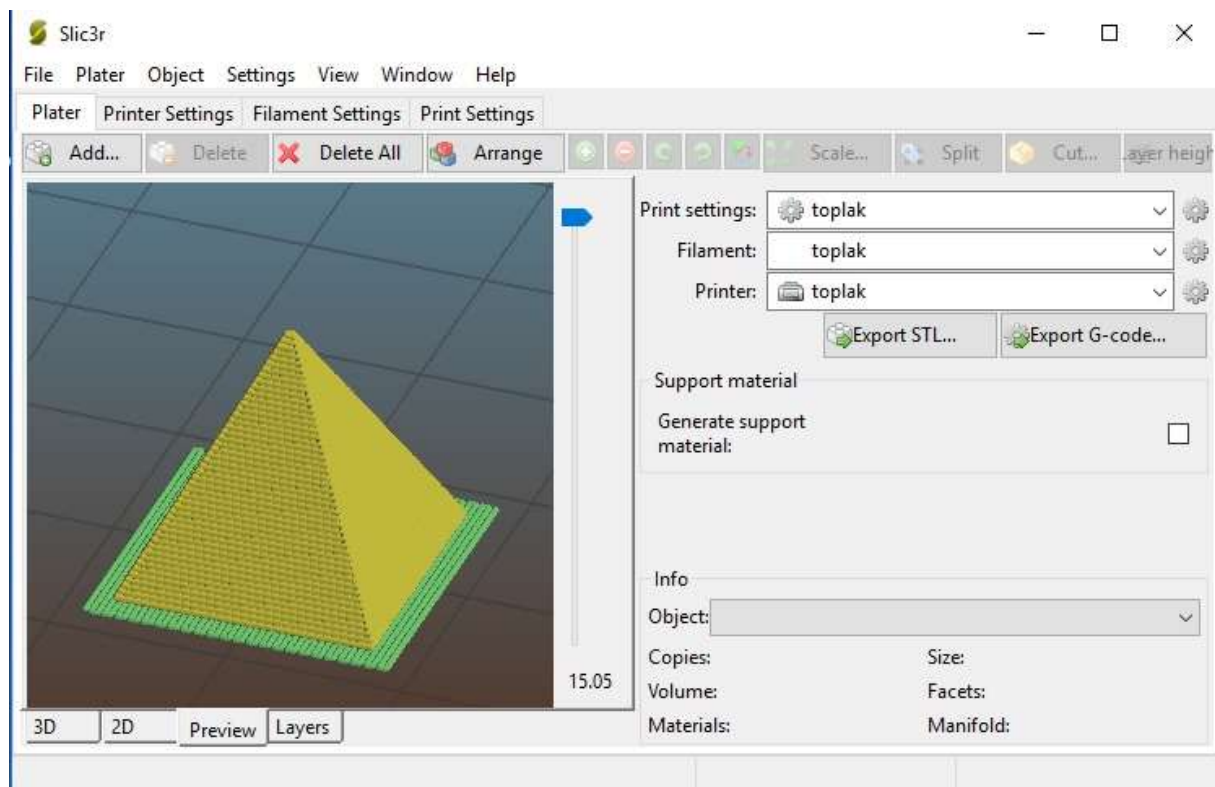 Slic3r
File Plater Object Settings View Window Help
Plater Printer Settings Filament Settings Print Settings
Add... Delete Delete All Arrange Scale... Split Cut... Layer heigh
Print settings: toplak
Filament: toplak
Printer: toplak
Export STL... Export G-code...
Support material
Generate support
material:
Info
Object:
Copies: Size:
15.05
Volume: Facets:
Materials: Manifold:
3D 2D Preview Layers